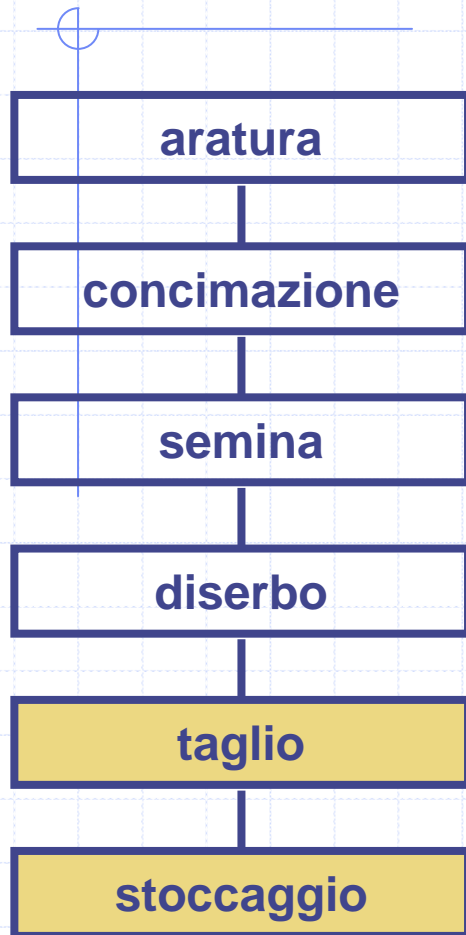 aratura
concimazione
semina
diserbo
taglio
stoccaggio